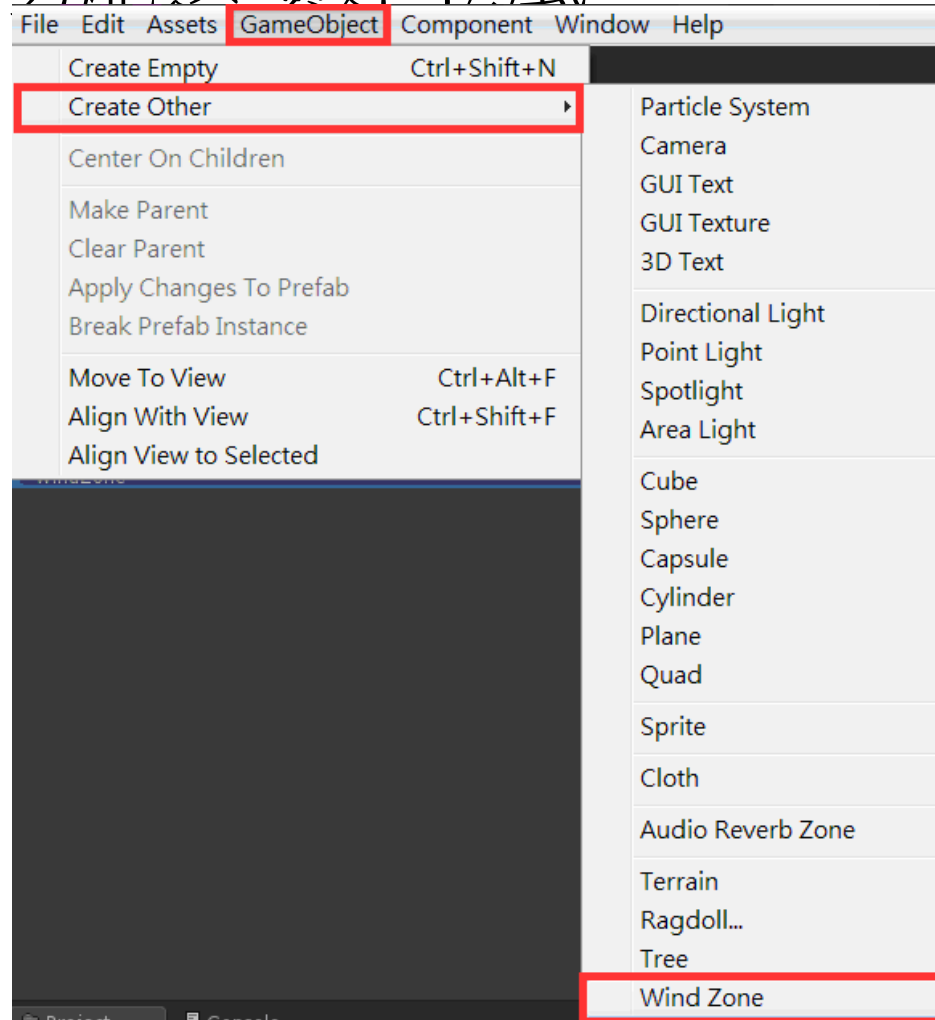 File Edit Assets GameObject Component Window Help
Create Empty Ctrl+Shift+N
Create Other
Center On Children
Make Parent
Clear Parent
Apply Changes To Prefab
Break Prefab Instance
Move To View Ctrl+Alt+F
Align With View Ctrl+Shift+F
Align View to Selected
WindZone
Particle System
Camera
GUI Text
GUI Texture
3D Text
Directional Light
Point Light
Spotlight
Area Light
Cube
Sphere
Capsule
Cylinder
Plane
Quad
Sprite
Cloth
Audio Reverb Zone
Terrain
Ragdoll...
Tree
Wind Zone
Project Console